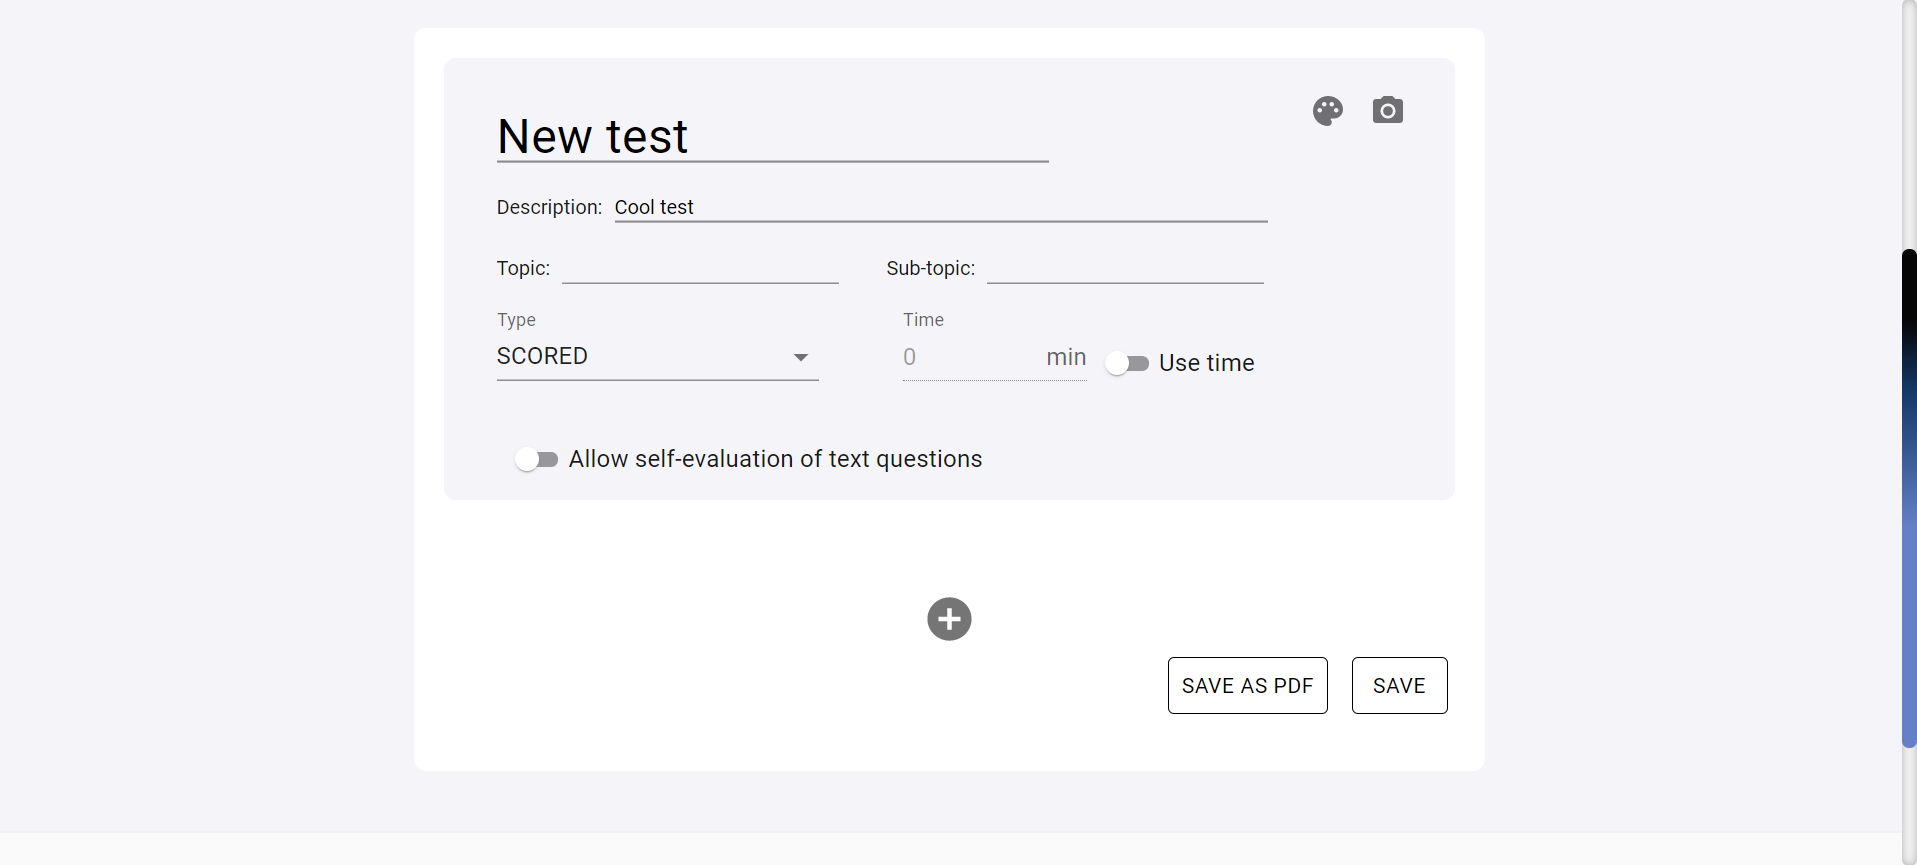 New test
Description: Cool test
Topic: Sub-topic:
Type Time
SCORED 0 min Use time
Allow self-evaluation of text questions
SAVE AS PDF SAVE